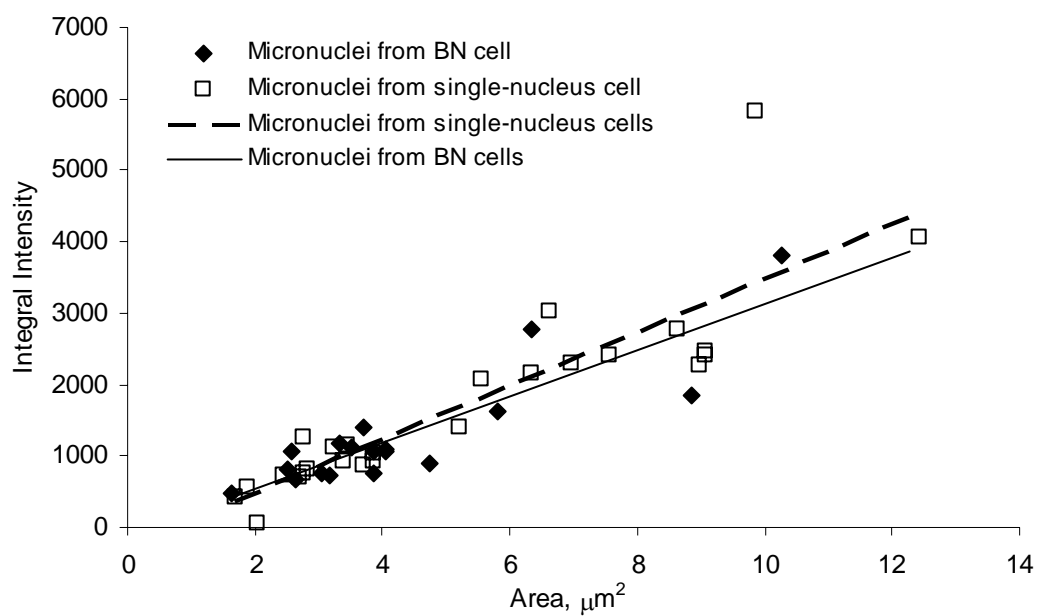 7000
6000
5000
4000
3000
2000
1000
0
Integral Intensity
Micronuclei from BN cell
Micronuclei from single-nucleus cell
Micronuclei from single-nucleus cells
Micronuclei from BN cells
0 2 4 6 8 10 12 14
Area, μm²